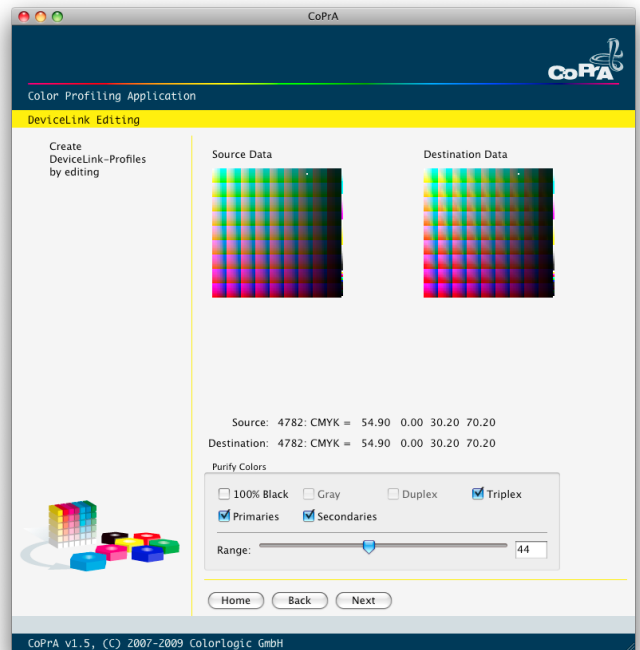 CoPrA
CoPrA
Color Profiling Application
DeviceLink Editing
Create
DeviceLink-Profiles
by editing
Source Data
Destination Data
Source: 4782: CMYK = 54.90 0.00 30.20 70.20
Destination: 4782: CMYK = 54.90 0.00 30.20 70.20
Purify Colors
100% Black Gray Duplex Triplex
Primaries Secondaries
Range: 44
Home Back Next
CoPrA v1.5, (C) 2007-2009 Colorlogic GmbH